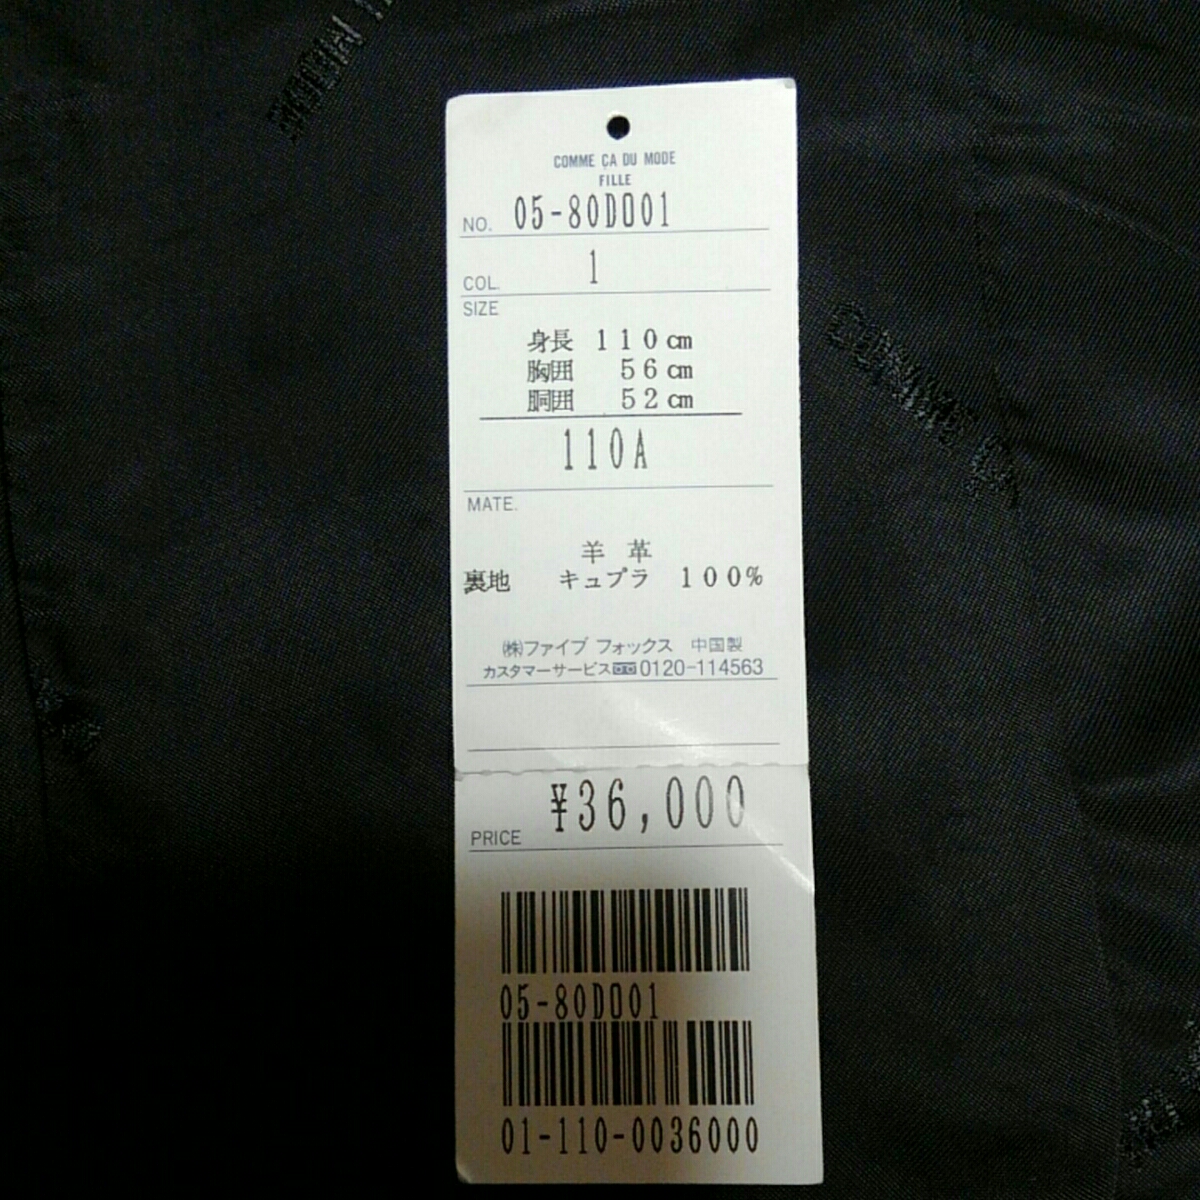 COMME ÇA DU MODE
FILLE
NO. 05-80D001
COL. 1
SIZE
身長 110cm
胸囲 56cm
胴囲 52cm
110A
MATE.
羊革
裏地 キュプラ 100%
㈱ファイブ フォックス 中国製
カスタマーサービス 0120-114563
¥36,000
PRICE
05-80D001
01-110-0036000
COMME ÇA